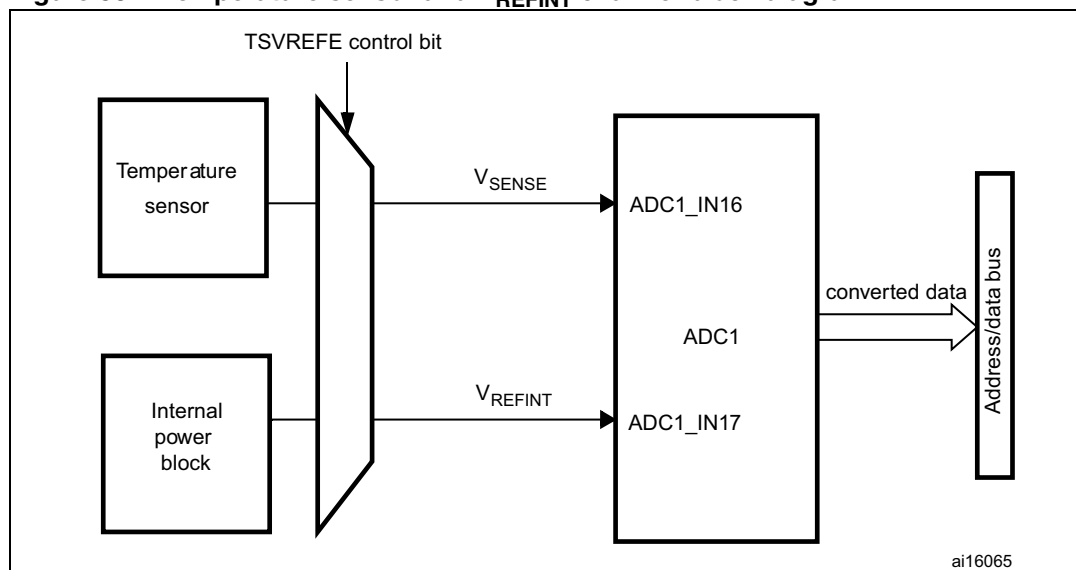 REFINT
TSVREFE control bit
Temperature
sensor
VSENSE
ADC1_IN16
converted data
Address/data bus
ADC1
Internal
power
block
VREFINT
ADC1_IN17
ai16065